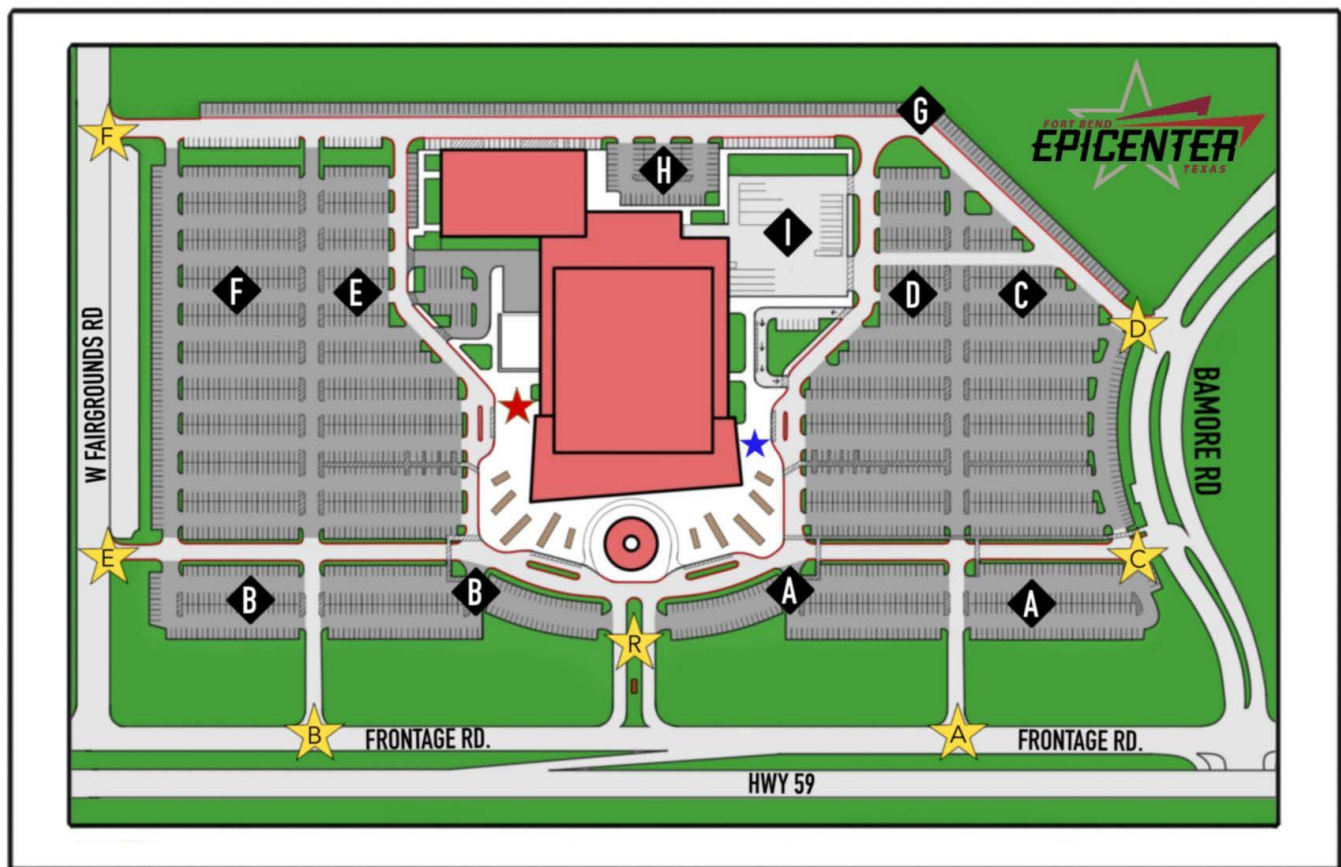 G
FORT BEND
EPICENTER
TEXAS
F
H
I
F
E
D
C
D
W FAIRGROUNDS RD
BAMORE RD
E
C
B
B
A
A
R
B
FRONTAGE RD.
A
FRONTAGE RD.
HWY 59